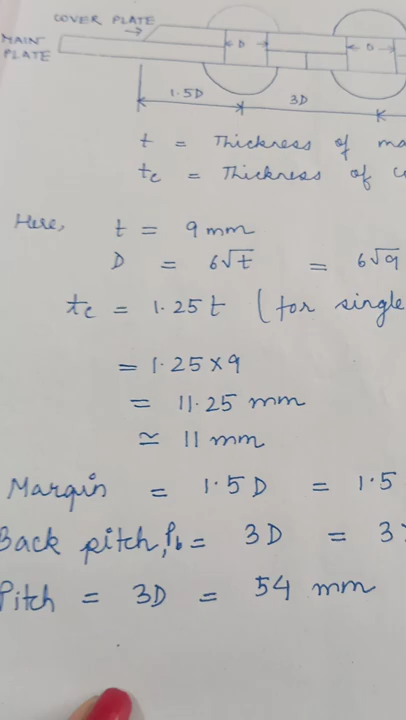 COVER PLATE
MAIN
PLATE
D D
1.5D 3D
t = Thickness of
tc = Thickness of
Here, t = 9 mm
D = 6√t = 6√9
tc = 1.25t (for single
= 1.25×9
= 11.25 mm
≃ 11 mm
Margin = 1.5D = 1.5
Back pitch, Pb = 3D = 3
Pitch = 3D = 54 mm